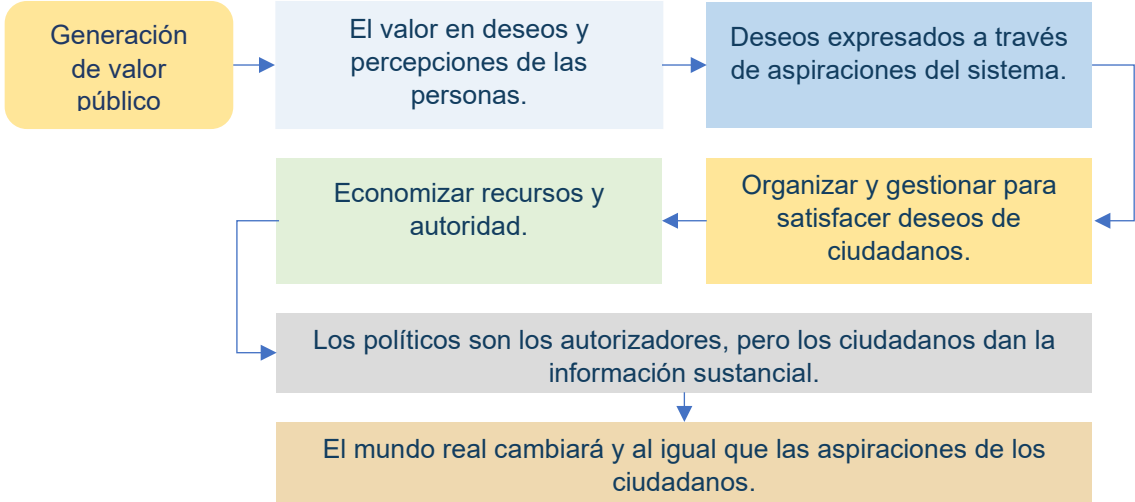 Generación
de valor
público
El valor en deseos y
percepciones de las
personas.
Deseos expresados a través
de aspiraciones del sistema.
Organizar y gestionar para
satisfacer deseos de
ciudadanos.
Economizar recursos y
autoridad.
Los políticos son los autorizadores, pero los ciudadanos dan la
información sustancial.
El mundo real cambiará y al igual que las aspiraciones de los
ciudadanos.